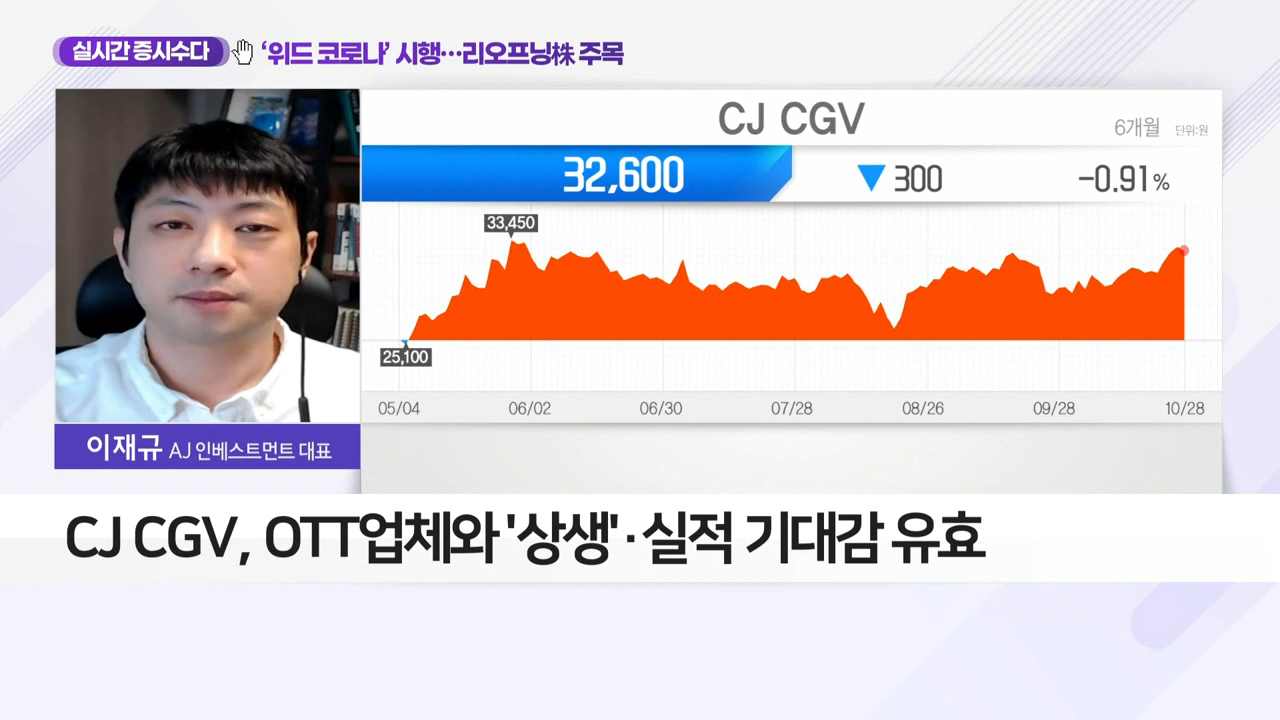 실시간 증시수다 '위드 코로나' 시행…리오프닝株 주목
CJ CGV
6개월 단위:원
32,600 ▼ 300 -0.91%
33,450
25,100
05/04 06/02 06/30 07/28 08/26 09/28 10/28
이재규 AJ 인베스트먼트 대표
CJ CGV, OTT업체와 '상생'·실적 기대감 유효